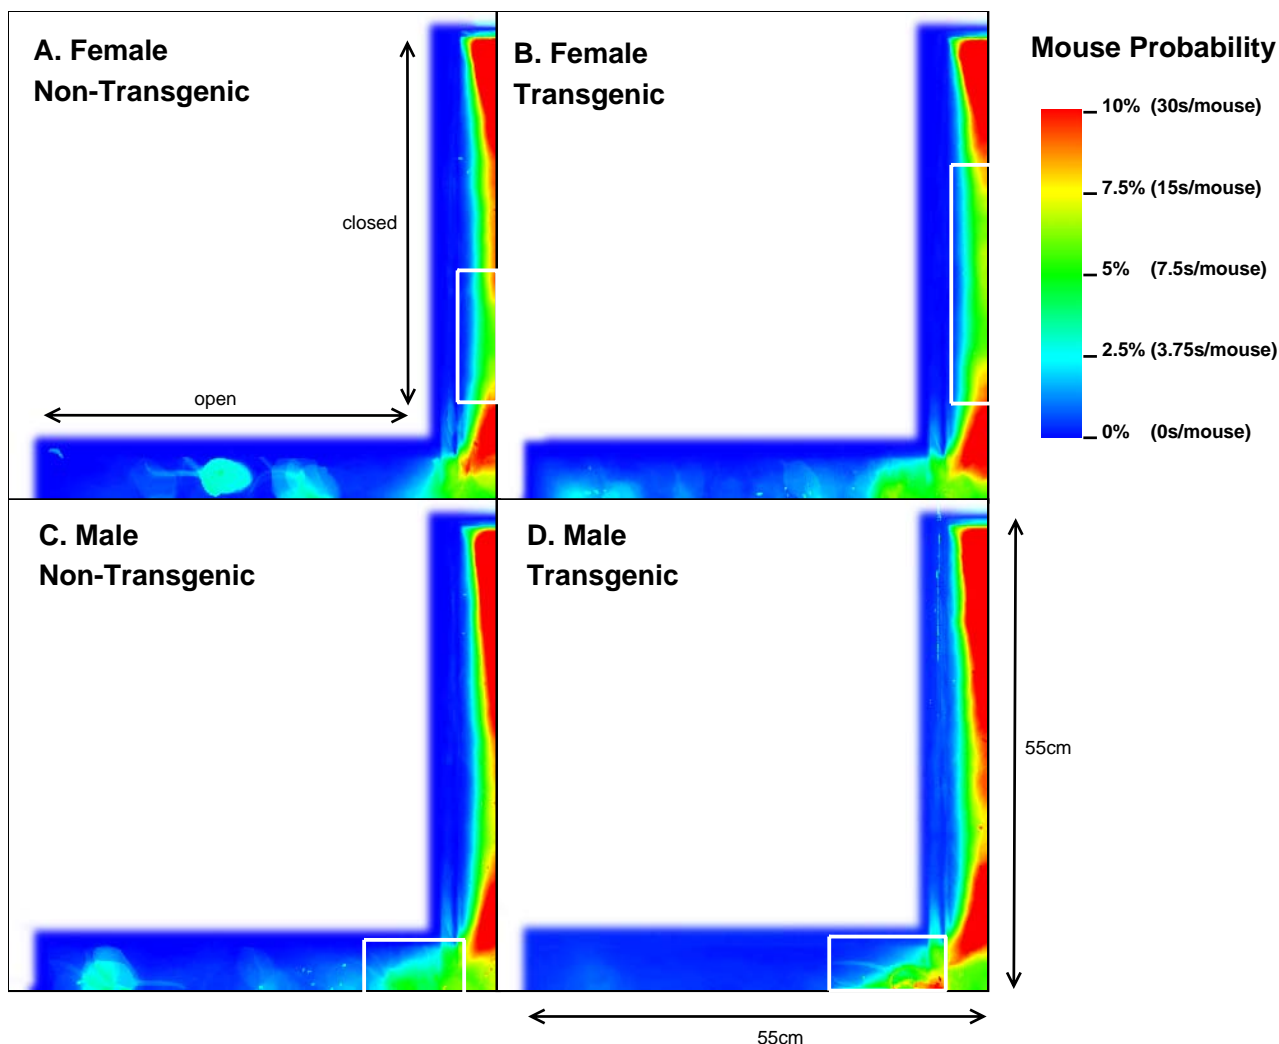 A. Female
Non-Transgenic
B. Female
Transgenic
Mouse Probability
10% (30s/mouse)
7.5% (15s/mouse)
5% (7.5s/mouse)
2.5% (3.75s/mouse)
0% (0s/mouse)
closed
open
C. Male
Non-Transgenic
D. Male
Transgenic
55cm
55cm